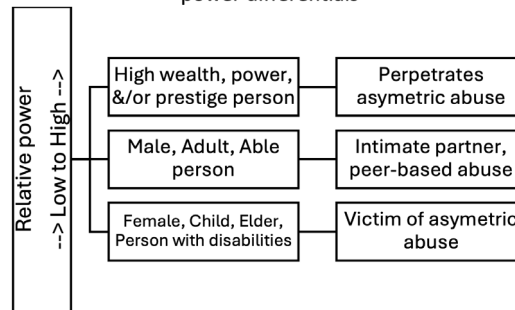 power differentials
Relative power
--> Low to High -->
High wealth, power,
&/or prestige person
Perpetrates
asymetric abuse
Male, Adult, Able
person
Intimate partner,
peer-based abuse
Female, Child, Elder,
Person with disabilities
Victim of asymetric
abuse